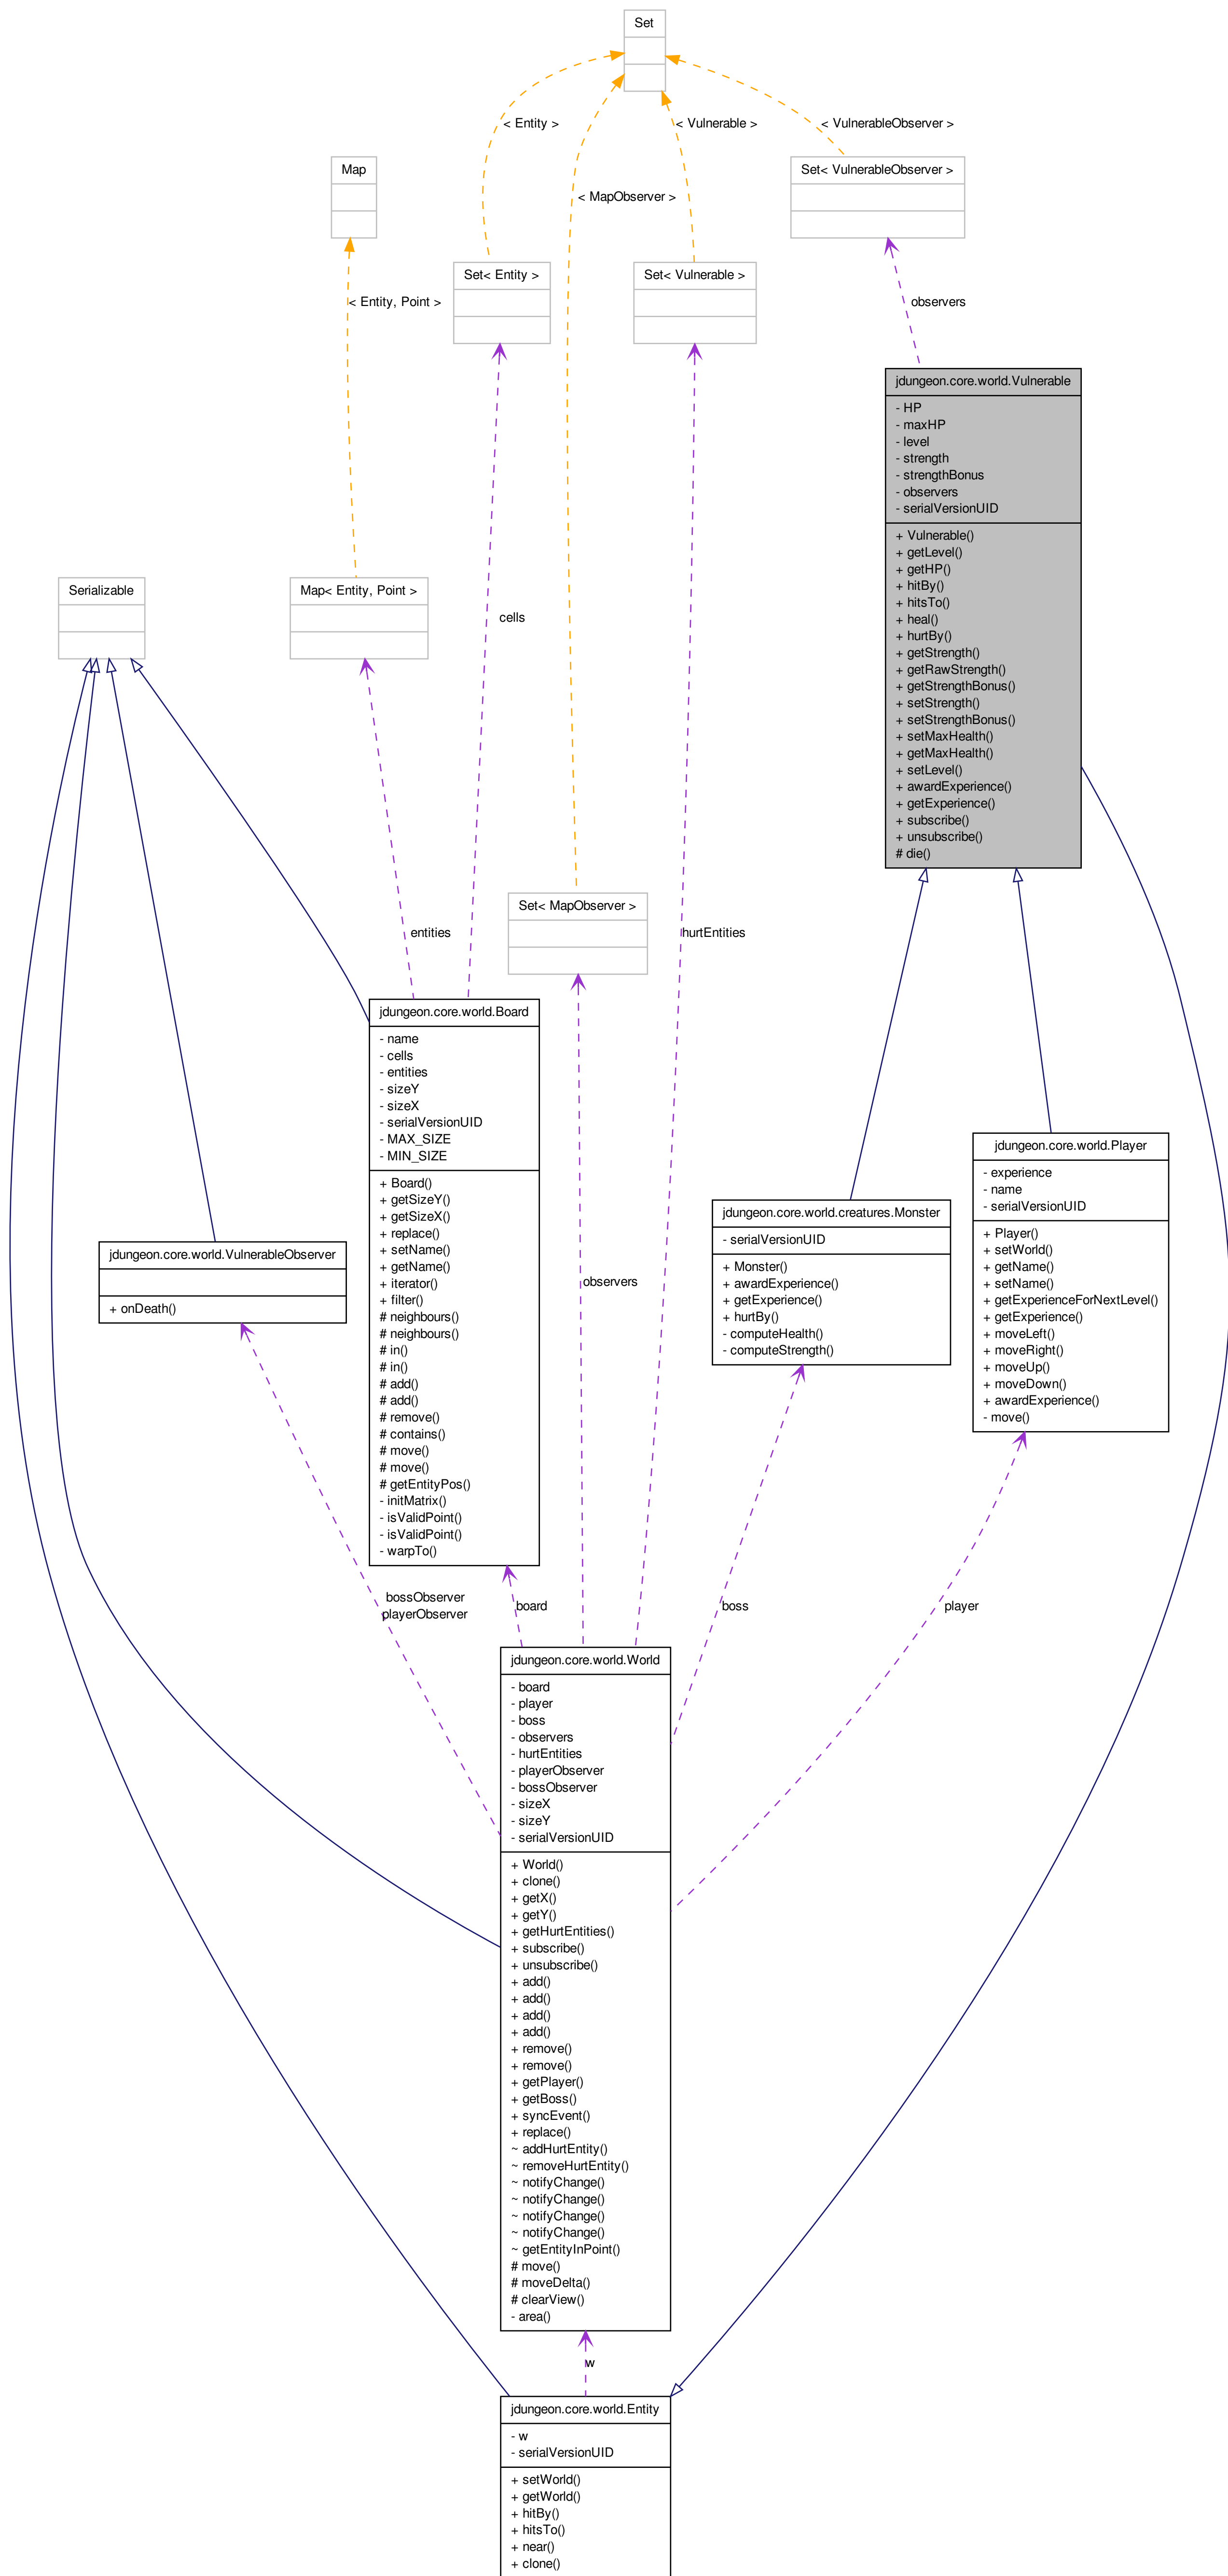 Set
< Entity >
< Vulnerable >
< VulnerableObserver >
Map
Set< VulnerableObserver >
< MapObserver >
Set< Entity >
Set< Vulnerable >
< Entity, Point >
observers
jdungeon.core.world.Vulnerable
- HP
- maxHP
- level
- strength
- strengthBonus
- observers
- serialVersionUID
+ Vulnerable()
+ getLevel()
+ getHP()
+ hitBy()
+ hitsTo()
+ heal()
+ hurtBy()
+ getStrength()
+ getRawStrength()
+ getStrengthBonus()
+ setStrength()
+ setStrengthBonus()
+ setMaxHealth()
+ getMaxHealth()
+ setLevel()
+ awardExperience()
+ getExperience()
+ subscribe()
+ unsubscribe()
# die()
Serializable
Map< Entity, Point >
cells
Set< MapObserver >
entities
hurtEntities
jdungeon.core.world.Board
- name
- cells
- entities
- sizeY
- sizeX
- serialVersionUID
- MAX_SIZE
- MIN_SIZE
+ Board()
+ getSizeY()
+ getSizeX()
+ replace()
+ setName()
+ getName()
+ iterator()
+ filter()
# neighbours()
# neighbours()
# in()
# in()
# add()
# add()
# remove()
# contains()
# move()
# move()
# getEntityPos()
- initMatrix()
- isValidPoint()
- isValidPoint()
- warpTo()
jdungeon.core.world.Player
- experience
- name
- serialVersionUID
+ Player()
+ setWorld()
+ getName()
+ setName()
+ getExperienceForNextLevel()
+ getExperience()
+ moveLeft()
+ moveRight()
+ moveUp()
+ moveDown()
+ awardExperience()
- move()
jdungeon.core.world.creatures.Monster
- serialVersionUID
+ Monster()
+ awardExperience()
+ getExperience()
+ hurtBy()
- computeHealth()
- computeStrength()
jdungeon.core.world.VulnerableObserver
+ onDeath()
observers
bossObserver
playerObserver
board
boss
player
jdungeon.core.world.World
- board
- player
- boss
- observers
- hurtEntities
- playerObserver
- bossObserver
- sizeX
- sizeY
- serialVersionUID
+ World()
+ clone()
+ getX()
+ getY()
+ getHurtEntities()
+ subscribe()
+ unsubscribe()
+ add()
+ add()
+ add()
+ add()
+ remove()
+ remove()
+ getPlayer()
+ getBoss()
+ syncEvent()
+ replace()
~ addHurtEntity()
~ removeHurtEntity()
~ notifyChange()
~ notifyChange()
~ notifyChange()
~ notifyChange()
~ getEntityInPoint()
# move()
# moveDelta()
# clearView()
- area()
w
jdungeon.core.world.Entity
- w
- serialVersionUID
+ setWorld()
+ getWorld()
+ hitBy()
+ hitsTo()
+ near()
+ clone()